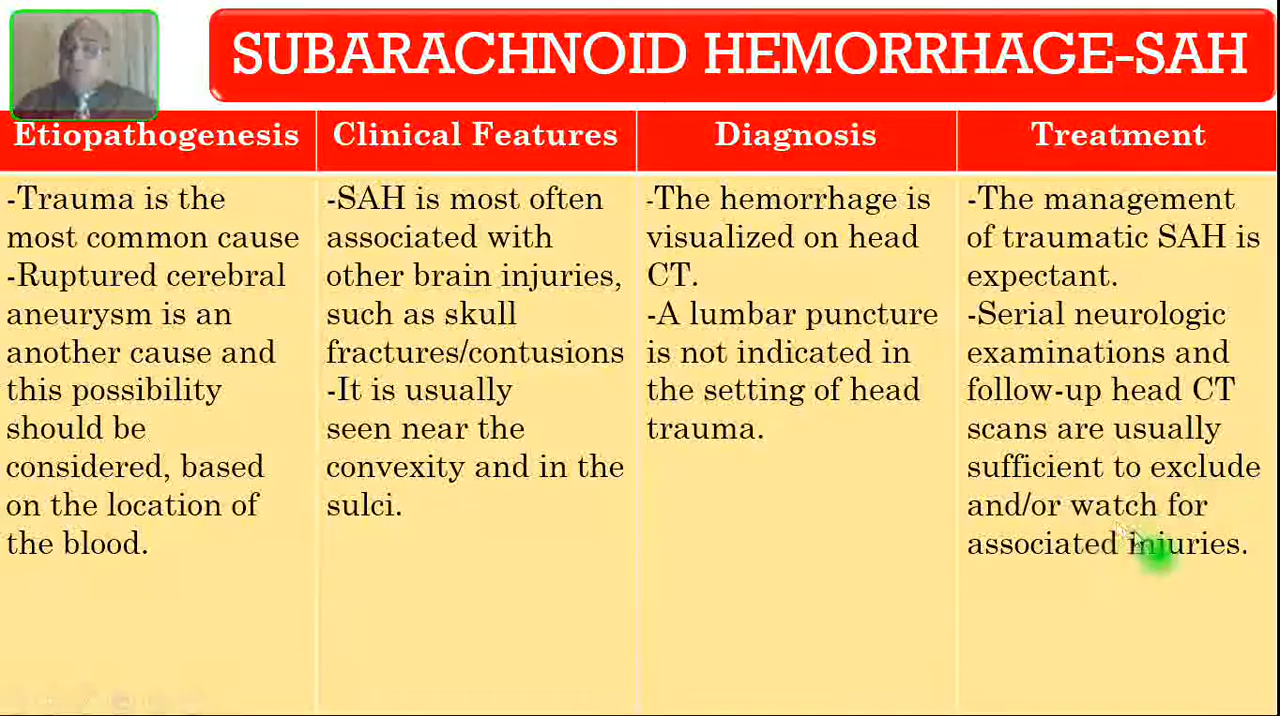 SUBARACHNOID HEMORRHAGE-SAH
Etiopathogenesis
-Trauma is the
most common cause
-Ruptured cerebral
aneurysm is an
another cause and
this possibility
should be
considered, based
on the location of
the blood.
Clinical Features
-SAH is most often
associated with
other brain injuries,
such as skull
fractures/contusions
-It is usually
seen near the
convexity and in the
sulci.
Diagnosis
-The hemorrhage is
visualized on head
CT.
-A lumbar puncture
is not indicated in
the setting of head
trauma.
Treatment
-The management
of traumatic SAH is
expectant.
-Serial neurologic
examinations and
follow-up head CT
scans are usually
sufficient to exclude
and/or watch for
associated injuries.